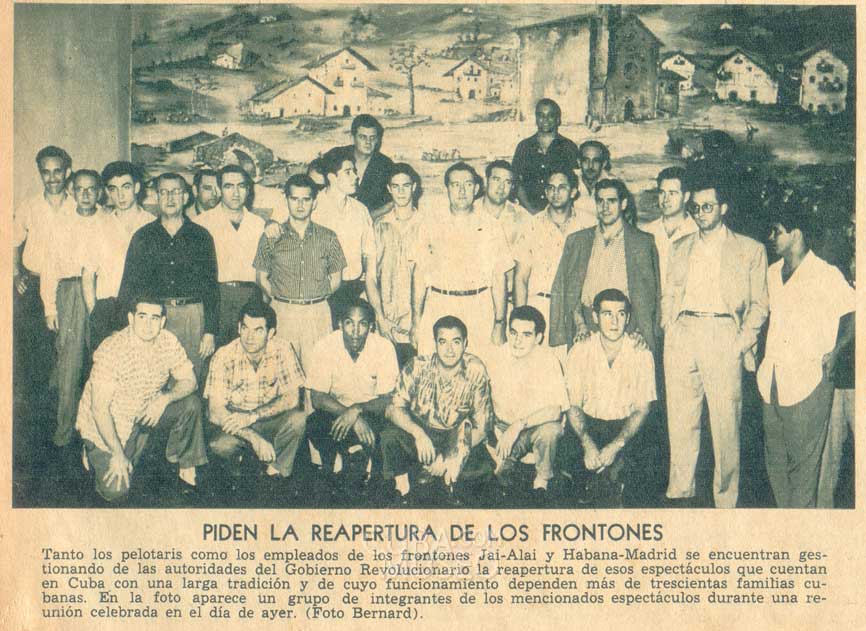 PIDEN LA REAPERTURA DE LOS FRONTONES
Tanto los pelotaris como los empleados de los frontones Jai-Alai y Habana-Madrid se encuentran ges-
tionando de las autoridades del Gobierno Revolucionario la reapertura de esos espectáculos que cuentan
en Cuba con una larga tradición y de cuyo funcionamento dependen más de trescientas familias cu-
banas. En la foto aparece un grupo de integrantes de los mencionados espectáculos durante una re-
unión celebrada en el día de ayer. (Foto Bernard).